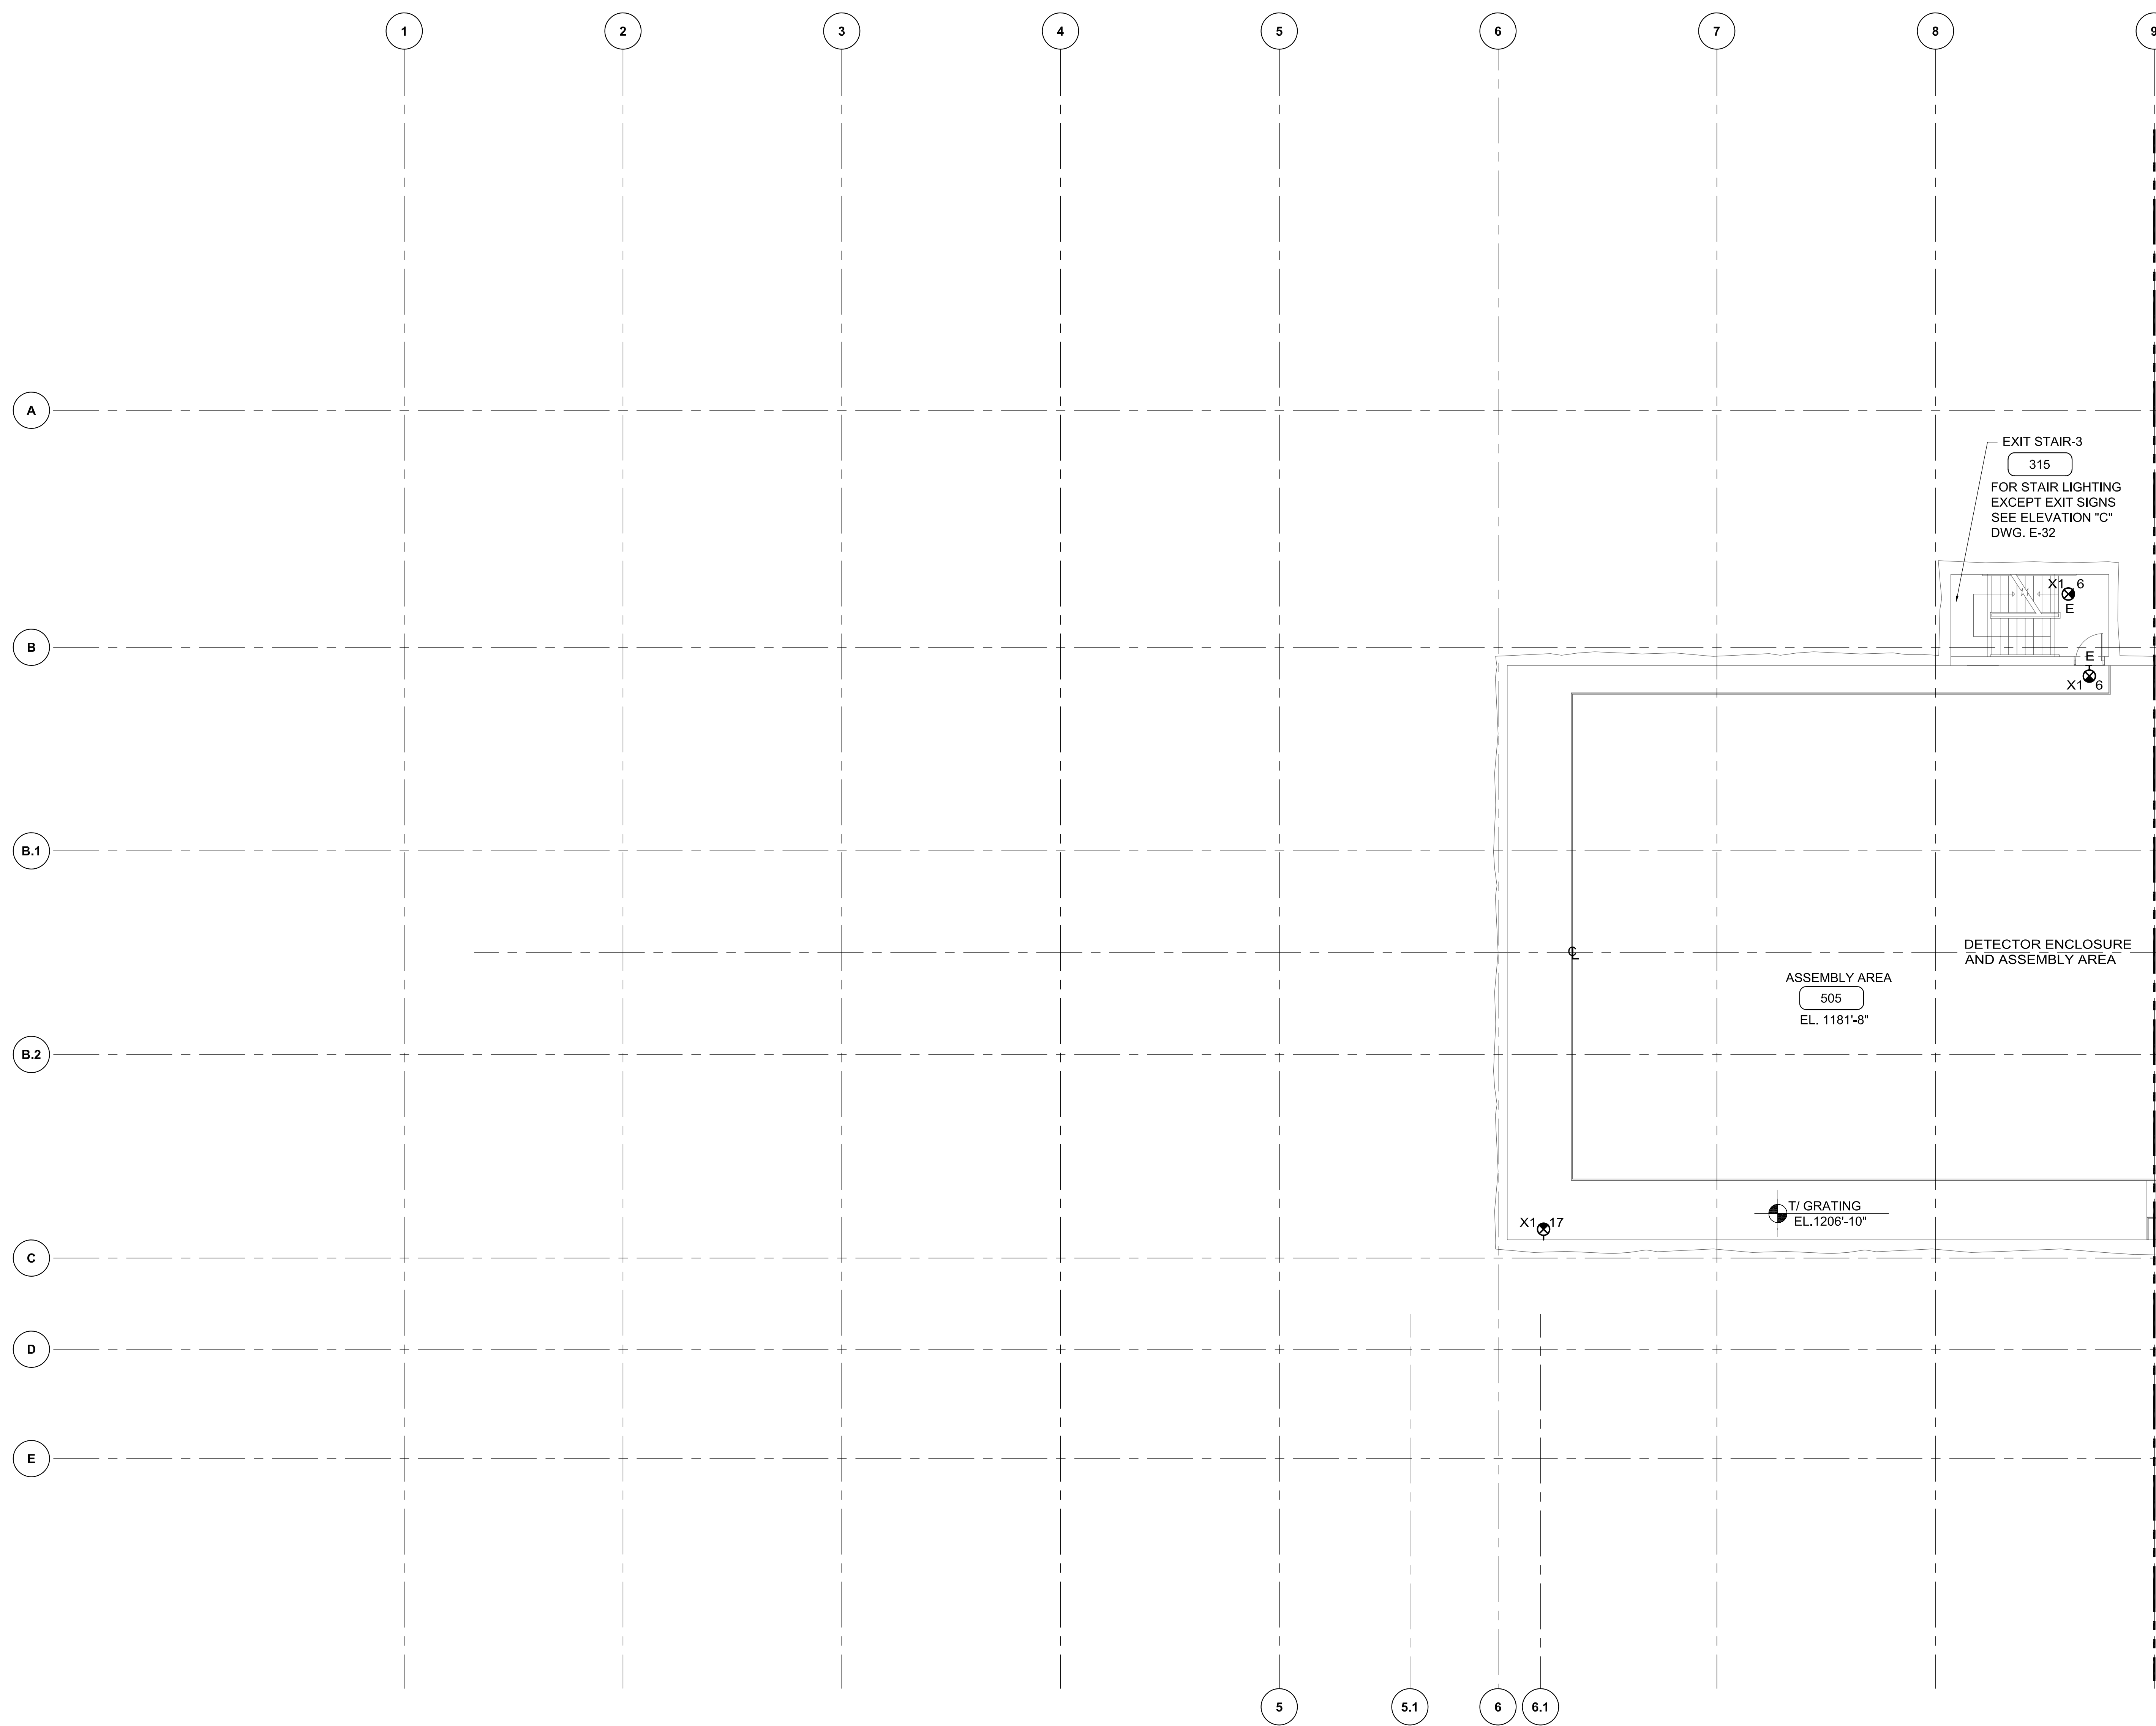 1
2
3
4
5
6
7
8
9
A
EXIT STAIR-3
315
FOR STAIR LIGHTING
EXCEPT EXIT SIGNS
SEE ELEVATION "C"
DWG. E-32
X1 6
E
B
E
X1 6
B.1
DETECTOR ENCLOSURE
AND ASSEMBLY AREA
ASSEMBLY AREA
505
EL. 1181'-8"
B.2
T/ GRATING
EL.1206'-10"
X1 17
C
D
E
5
5.1
6
6.1